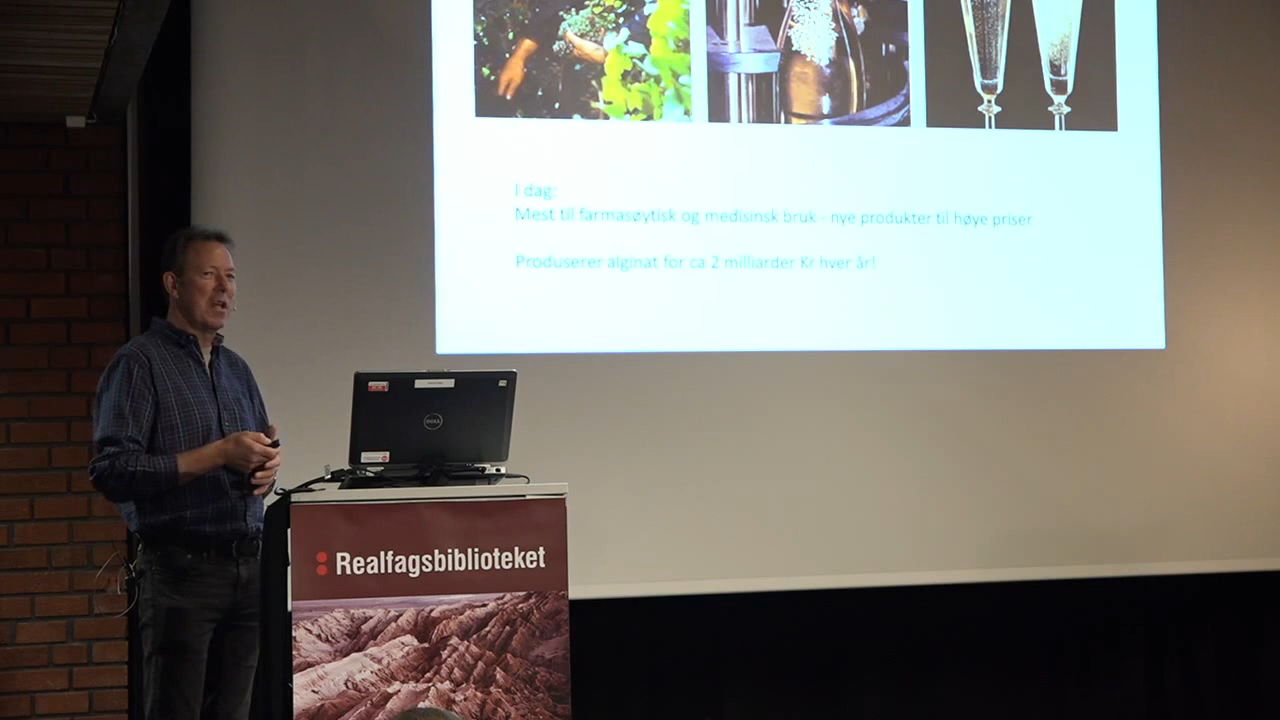 I dag:
Mest til farmasøytisk og medisinsk bruk - nye produkter til høye priser
Produserer alginat for ca 2 milliarder Kr hver år!
DELL
Realfagsbiblioteket